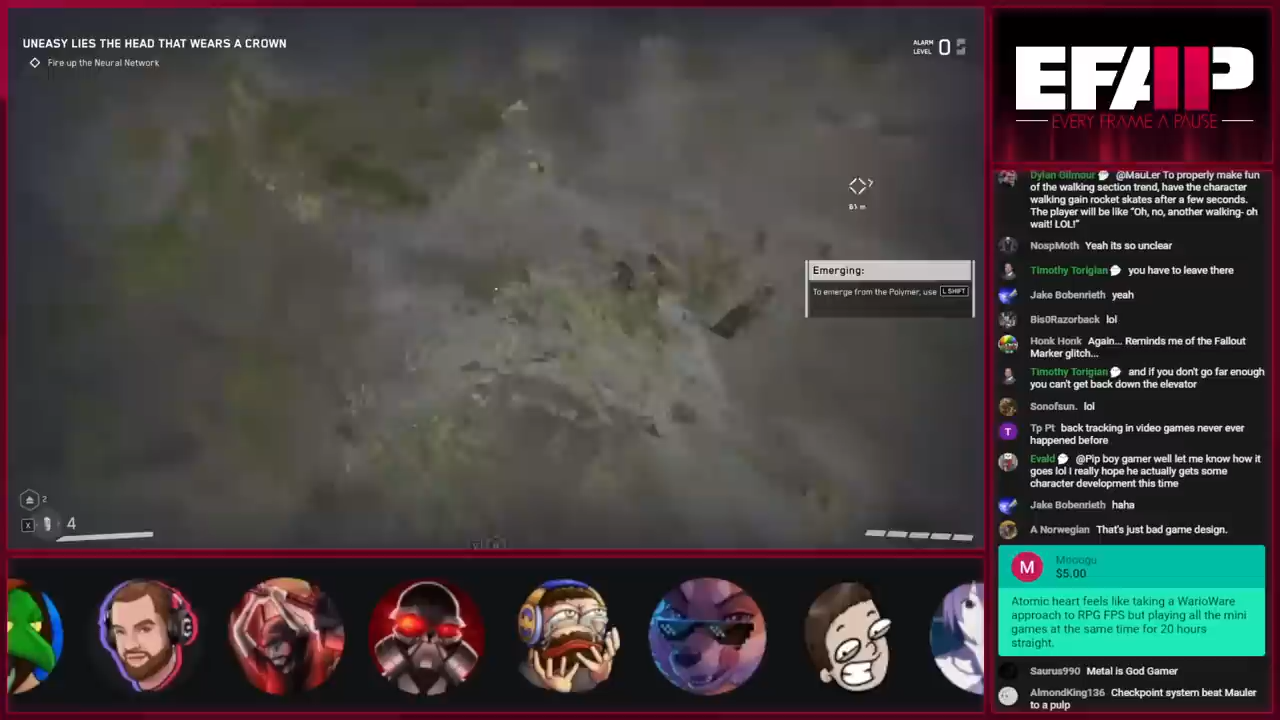 UNEASY LIES THE HEAD THAT WEARS A CROWN
Fire up the Neural Network
ALARM
LEVEL 0
85 m
Emerging:
To emerge from the Polymer, use L SHIFT
2
X 4
EFAP
EVERY FRAME A PAUSE
Dylan Gilmour @MauLer To properly make fun
of the walking section trend, have the character
walking gain rocket skates after a few seconds.
The player will be like “Oh, no, another walking- oh
wait! LOL!”
NospMoth Yeah its so unclear
Timothy Torigian you have to leave there
Jake Bobenrieth yeah
Bis0Razorback lol
Honk Honk Again... Reminds me of the Fallout
Marker glitch...
Timothy Torigian and if you don't go far enough
you can't get back down the elevator
Sonofsun. lol
T
Tp Pt back tracking in video games never ever
happened before
Evald @Pip boy gamer well let me know how it
goes lol I really hope he actually gets some
character development this time
Jake Bobenrieth haha
A Norwegian That's just bad game design.
M
Mooogu
$5.00
Atomic heart feels like taking a WarioWare
approach to RPG FPS but playing all the mini
games at the same time for 20 hours
straight.
Saurus990 Metal is God Gamer
AlmondKing136 Checkpoint system beat Mauler
to a pulp